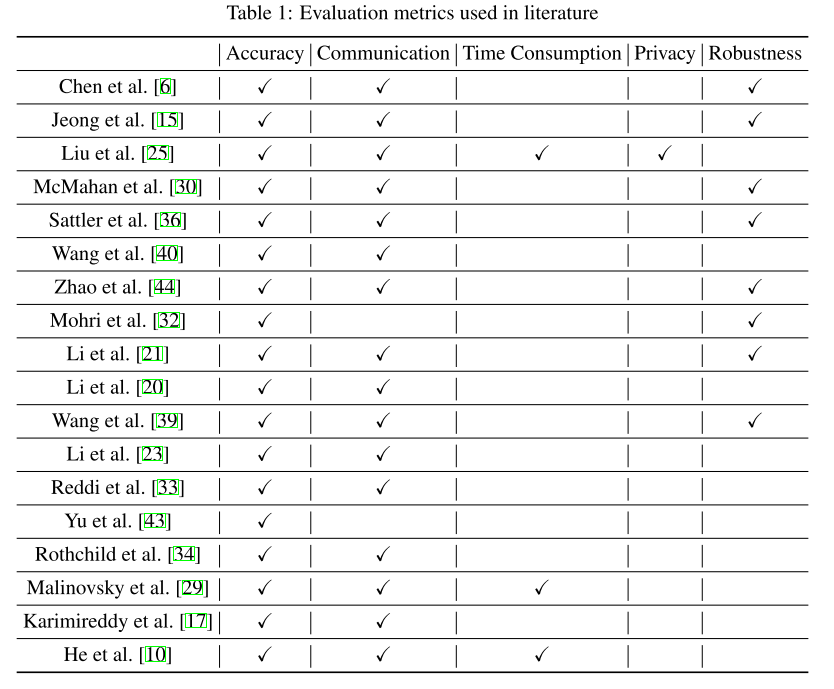 Table 1: Evaluation metrics used in literature
Accuracy Communication Time Consumption Privacy Robustness
Chen et al. [6] ✓ ✓ ✓
Jeong et al. [15] ✓ ✓ ✓
Liu et al. [25] ✓ ✓ ✓ ✓
McMahan et al. [30] ✓ ✓ ✓
Sattler et al. [36] ✓ ✓ ✓
Wang et al. [40] ✓ ✓
Zhao et al. [44] ✓ ✓ ✓
Mohri et al. [32] ✓ ✓
Li et al. [21] ✓ ✓ ✓
Li et al. [20] ✓ ✓
Wang et al. [39] ✓ ✓ ✓
Li et al. [23] ✓ ✓
Reddi et al. [33] ✓ ✓
Yu et al. [43] ✓
Rothchild et al. [34] ✓ ✓
Malinovsky et al. [29] ✓ ✓ ✓
Karimireddy et al. [17] ✓ ✓
He et al. [10] ✓ ✓ ✓